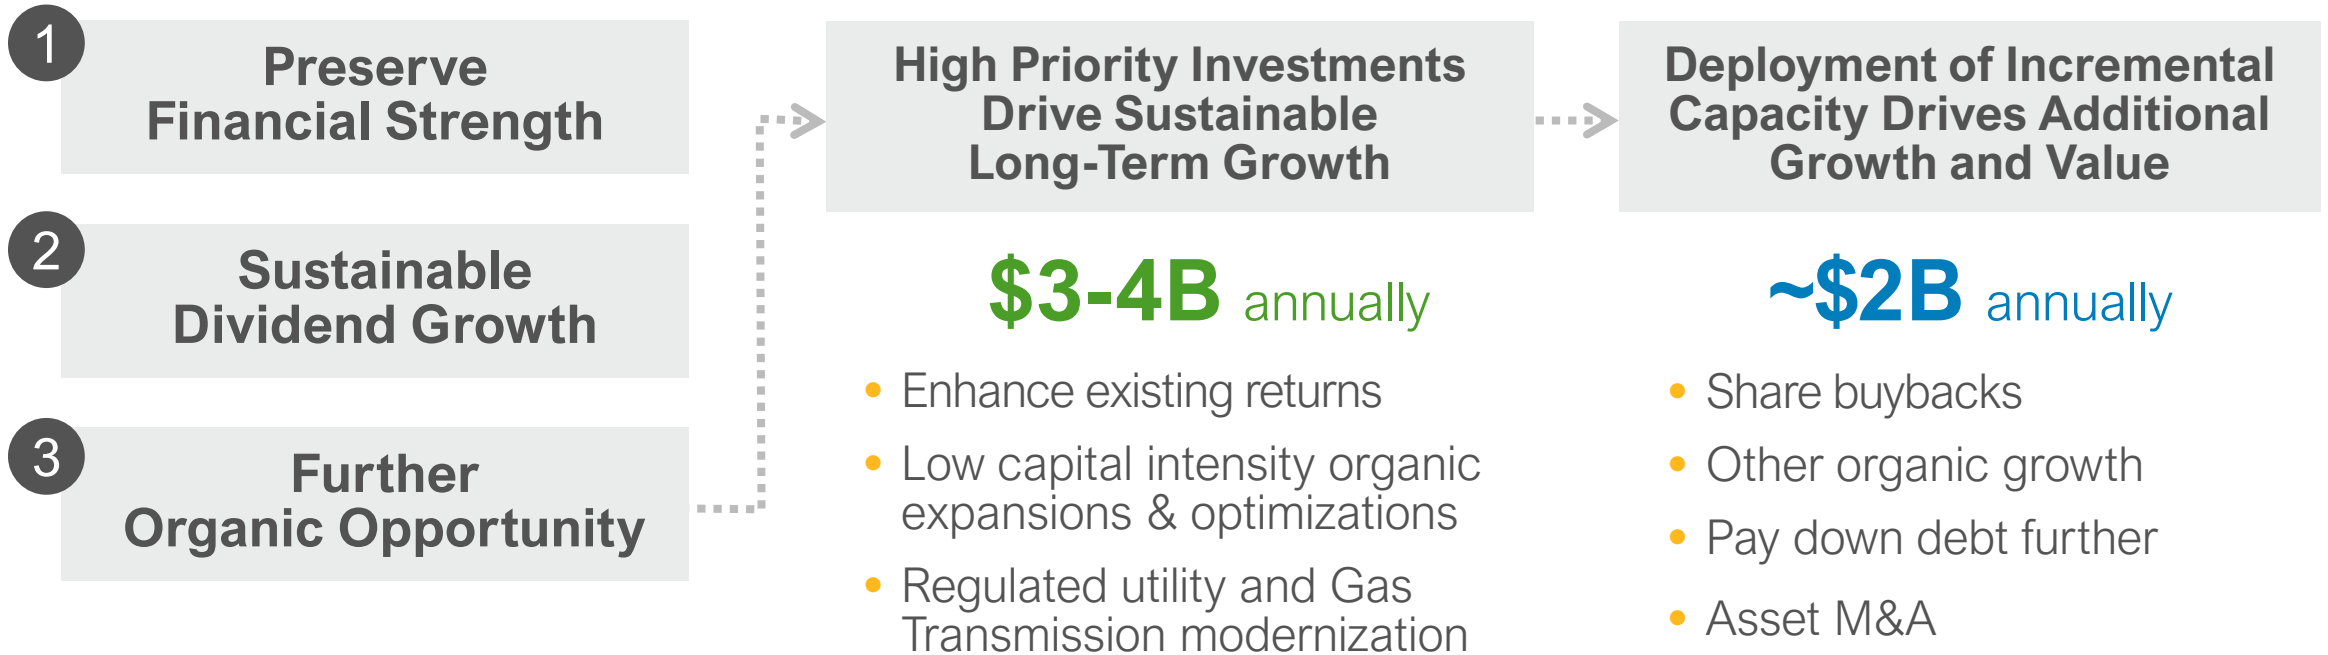 1
Preserve
Financial Strength
2
Sustainable
Dividend Growth
3
Further
Organic Opportunity
High Priority Investments
Drive Sustainable
Long-Term Growth
$3-4B annually
• Enhance existing returns
• Low capital intensity organic
expansions & optimizations
• Regulated utility and Gas
Transmission modernization
Deployment of Incremental
Capacity Drives Additional
Growth and Value
~$2B annually
• Share buybacks
• Other organic growth
• Pay down debt further
• Asset M&A